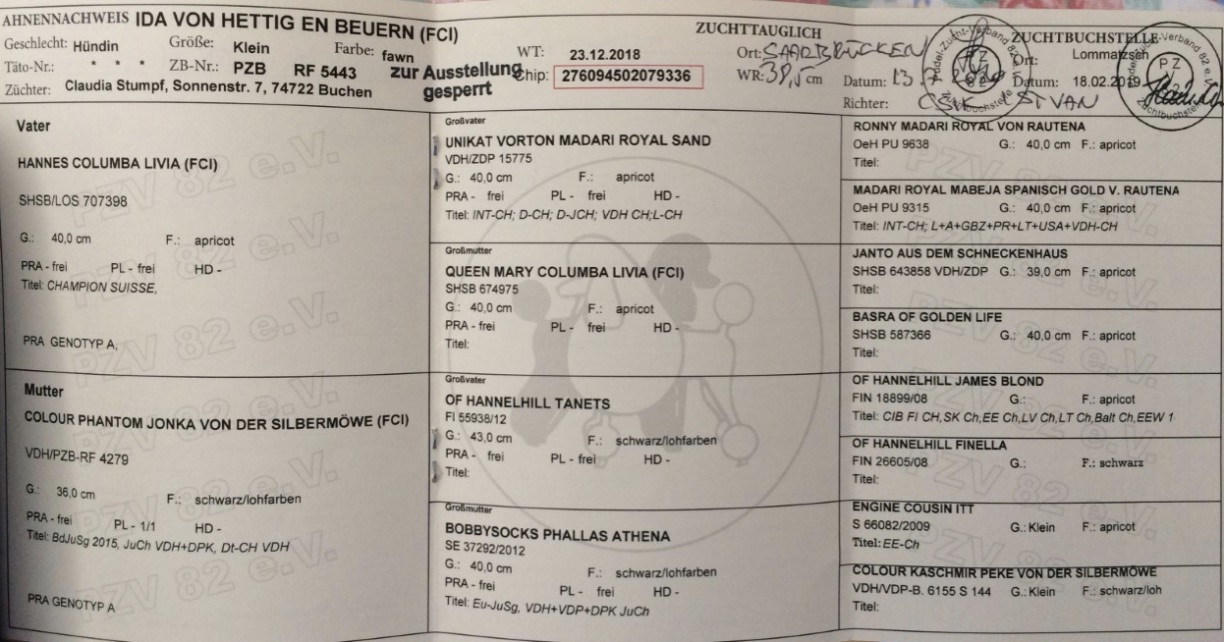 AHNENNACHWEIS IDA VON HETTIG EN BEUERN (FCI)
Geschlecht: Hündin Größe: Klein Farbe: fawn
Täto-Nr.: * * * ZB-Nr.: PZB RF 5443
Züchter: Claudia Stumpf, Sonnenstr. 7, 74722 Buchen
zur Ausstellung gesperrt
WT: 23.12.2018
Chip: 276094502079336
ZUCHTTAUGLICH
Ort: SAARBRÜCKEN
WR: 38,5 cm Datum: 13.
Richter: CSIK ISTVAN
ZUCHTBUCHSTELLE
Ort: Lommatzsch
Datum: 18.02.2019
Vater
HANNES COLUMBA LIVIA (FCI)
SHSB/LOS 707398
G.: 40,0 cm F.: apricot
PRA - frei PL - frei HD -
Titel: CHAMPION SUISSE,
PRA GENOTYP A,
Mutter
COLOUR PHANTOM JONKA VON DER SILBERMÖWE (FCI)
VDH/PZB-RF 4279
G.: 36,0 cm F.: schwarz/lohfarben
PRA - frei PL - 1/1 HD -
Titel: BdJuSg 2015, JuCh VDH+DPK, Dt-CH VDH
PRA GENOTYP A
Großvater
UNIKAT VORTON MADARI ROYAL SAND
VDH/ZDP 15775
G.: 40,0 cm F.: apricot
PRA - frei PL - frei HD -
Titel: INT-CH; D-CH; D-JCH; VDH CH;L-CH
Großmutter
QUEEN MARY COLUMBA LIVIA (FCI)
SHSB 674975
G.: 40,0 cm F.: apricot
PRA - frei PL - frei HD -
Titel:
Großvater
OF HANNELHILL TANETS
FI 55938/12
G.: 43,0 cm F.: schwarz/lohfarben
PRA - frei PL - frei HD -
Titel:
Großmutter
BOBBYSOCKS PHALLAS ATHENA
SE 37292/2012
G.: 40,0 cm F.: schwarz/lohfarben
PRA - frei PL - frei HD -
Titel: Eu-JuSg, VDH+VDP+DPK JuCh
RONNY MADARI ROYAL VON RAUTENA
OeH PU 9638 G.: 40,0 cm F.: apricot
Titel:
MADARI ROYAL MABEJA SPANISCH GOLD V. RAUTENA
OeH PU 9315 G.: 40,0 cm F.: apricot
Titel: INT-CH; L+A+GBZ+PR+LT+USA+VDH-CH
JANTO AUS DEM SCHNECKENHAUS
SHSB 643858 VDH/ZDP G.: 39,0 cm F.: apricot
Titel:
BASRA OF GOLDEN LIFE
SHSB 587366 G.: 40,0 cm F.: apricot
Titel:
OF HANNELHILL JAMES BLOND
FIN 18899/08 G.: F.: apricot
Titel: CIB FI CH,SK Ch,EE Ch,LV Ch,LT Ch,Balt Ch,EEW 1
OF HANNELHILL FINELLA
FIN 26605/08 G.: F.: schwarz
Titel:
ENGINE COUSIN ITT
S 66082/2009 G.: Klein F.: apricot
Titel: EE-Ch
COLOUR KASCHMIR PEKE VON DER SILBERMÖWE
VDH/VDP-B. 6155 S 144 G.: Klein F.: schwarz/loh
Titel: